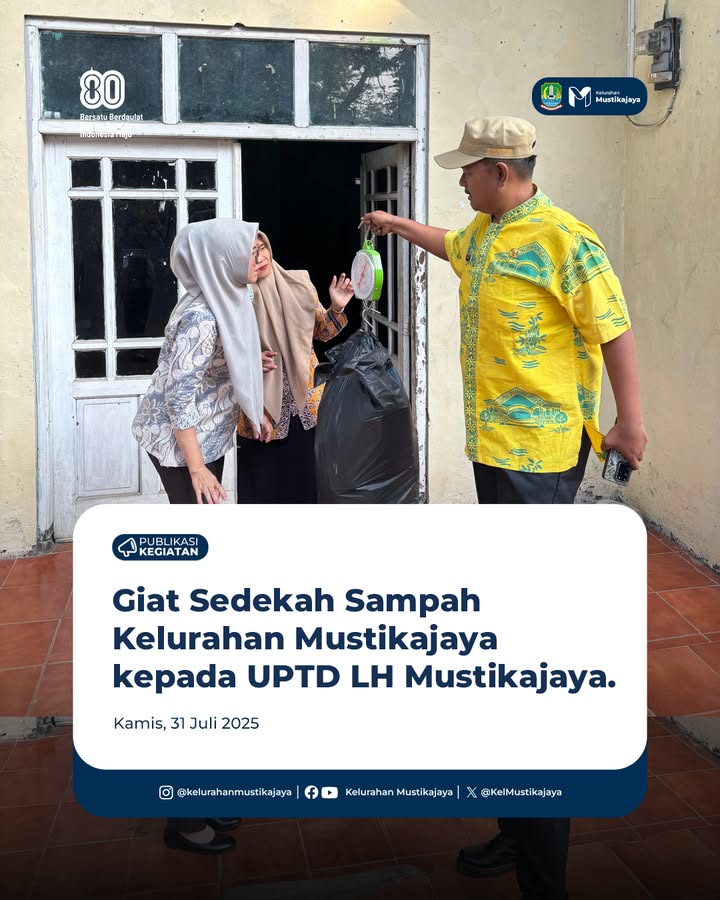 80
Bersatu Berdaulat
Indonesia Maju
Kelurahan
Mustikajaya
PUBLIKASI
KEGIATAN
Giat Sedekah Sampah
Kelurahan Mustikajaya
kepada UPTD LH Mustikajaya.
Kamis, 31 Juli 2025
@kelurahanmustikajaya | Kelurahan Mustikajaya | @KelMustikajaya